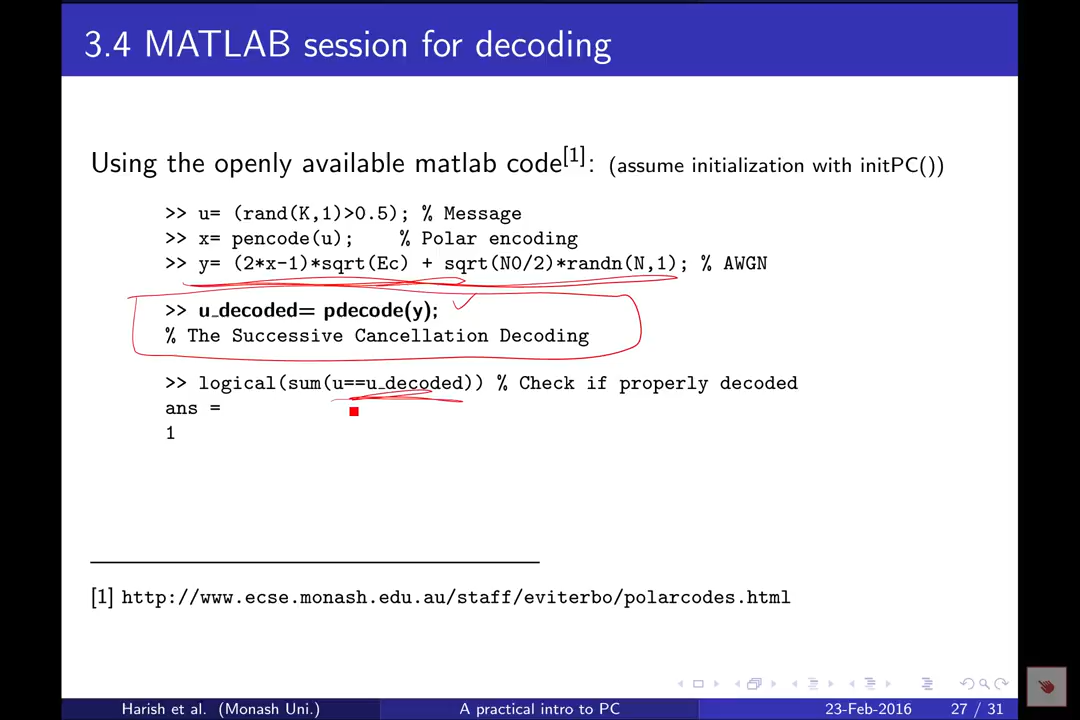 3.4 MATLAB session for decoding
Using the openly available matlab code[1]: (assume initialization with initPC())
>> u= (rand(K,1)>0.5); % Message
>> x= pencode(u); % Polar encoding
>> y= (2*x-1)*sqrt(Ec) + sqrt(N0/2)*randn(N,1); % AWGN
>> u_decoded= pdecode(y);
% The Successive Cancellation Decoding
>> logical(sum(u==u_decoded)) % Check if properly decoded
ans =
1
[1] http://www.ecse.monash.edu.au/staff/eviterbo/polarcodes.html
Harish et al. (Monash Uni.) A practical intro to PC 23-Feb-2016 27 / 31